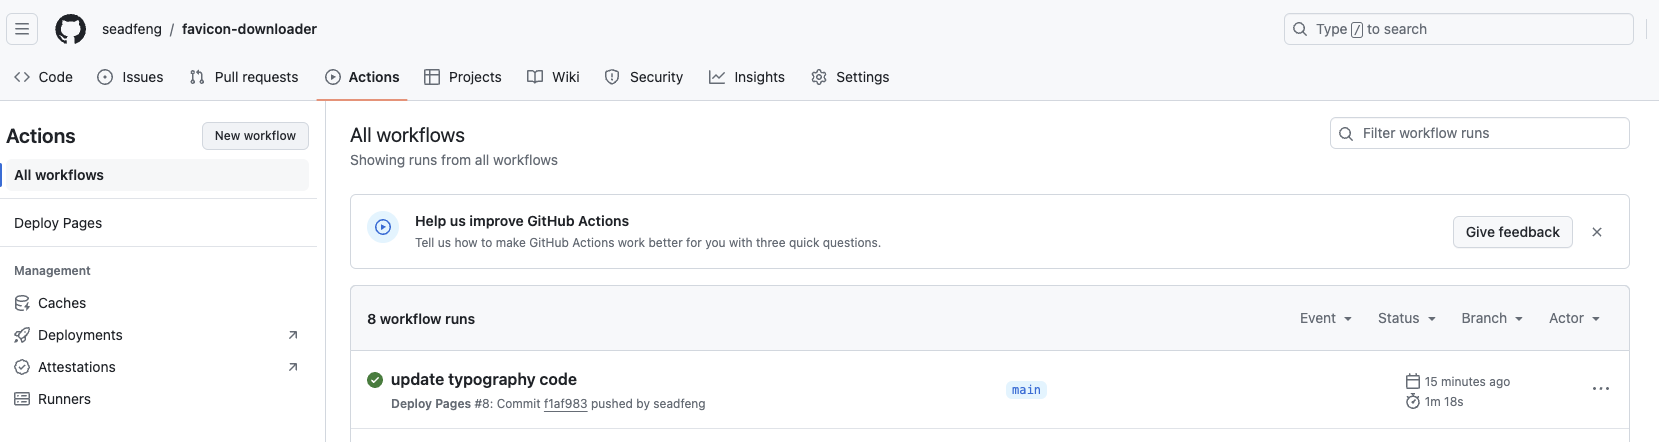 seadfeng / favicon-downloader
Type / to search
Code Issues Pull requests Actions Projects Wiki Security Insights Settings
Actions
New workflow
All workflows
Deploy Pages
Management
Caches
Deployments
Attestations
Runners
All workflows
Showing runs from all workflows
Filter workflow runs
Help us improve GitHub Actions
Tell us how to make GitHub Actions work better for you with three quick questions.
Give feedback
8 workflow runs
Event Status Branch Actor
update typography code
Deploy Pages #8: Commit f1af983 pushed by seadfeng
main
15 minutes ago
1m 18s